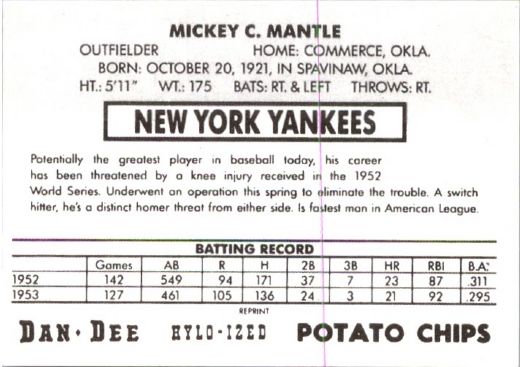 MICKEY C. MANTLE
OUTFIELDER HOME: COMMERCE, OKLA.
BORN: OCTOBER 20, 1921, IN SPAVINAW, OKLA.
HT.: 5'11" WT.: 175 BATS: RT. & LEFT THROWS: RT.
NEW YORK YANKEES
Potentially the greatest player in baseball today, his career
has been threatened by a knee injury received in the 1952
World Series. Underwent an operation this spring to eliminate the trouble. A switch
hitter, he's a distinct homer threat from either side. Is fastest man in American League.
BATTING RECORD
Games AB R H 2B 3B HR RBI B.A.
1952 142 549 94 171 37 7 23 87 .311
1953 127 461 105 136 24 3 21 92 .295
REPRINT
DAN·DEE HYLO-IZED POTATO CHIPS